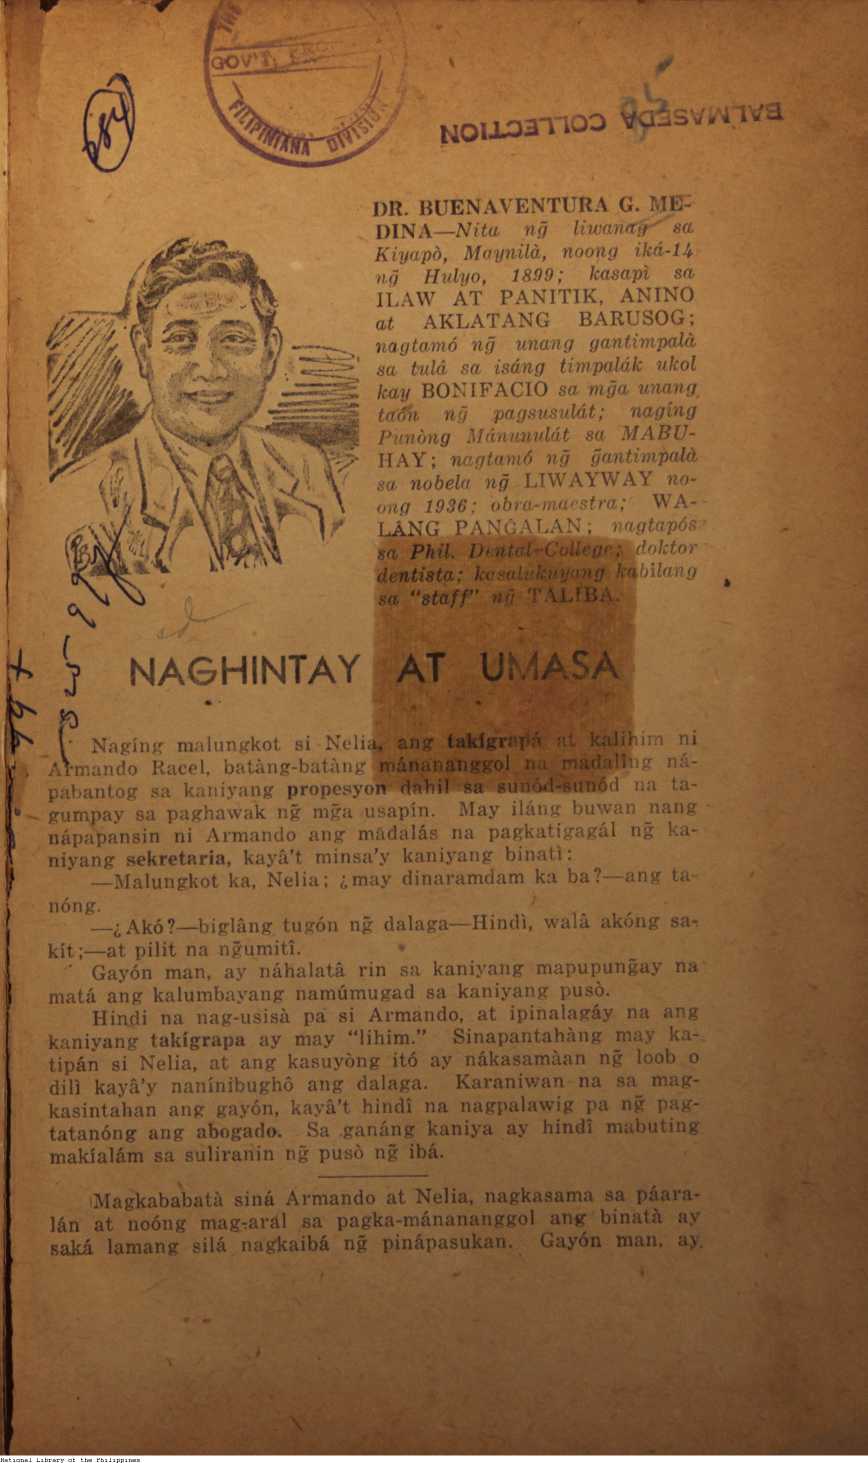 GOV'T.
FILIPINIANA DIVISION
BALMASEDA COLLECTION
DR. BUENAVENTURA G. ME-
DINA—Nita ng̃ liwanag sa
Kiyapò, Maynilà, noong iká-14
ng̃ Hulyo, 1899; kasapì sa
ILAW AT PANITIK, ANINO
at AKLATANG BARUSOG;
nagtamó ng̃ unang gantimpalà
sa tulâ sa isáng timpalák ukol
kay BONIFACIO sa mg̃a unang
taón ng̃ pagsusulát; nagíng
Punòng Mánunulát sa MABU-
HAY; nagtamó ng̃ g̃antimpalà
sa nobela ng̃ LIWAYWAY no-
ong 1936; obra-maestra; WA-
LÁNG PANG̃ALAN; nagtapós
sa Phil. Dental-College; doktor
dentista; kasalukuyang kabilang
sa "staff" ng̃ TALIBA.
NAGHINTAY AT UMASA
Nagíng malungkot si Nelia, ang takígrapá at kalihim ni
Armando Racel, batàng-batàng mánananggol na madalîng ná-
pabantog sa kaniyang propesyon dahil sa sunód-sunód na ta-
gumpay sa paghawak ng̃ mg̃a usapín. May iláng buwan nang
nápapansin ni Armando ang mádalás na pagkatigagál ng̃ ka-
niyang sekretaria, kayâ't minsa'y kaniyang binatì:
—Malungkot ka, Nelia; ¿may dinaramdam ka ba?—ang ta-
nóng.
—¿Akó?—biglâng tugón ng̃ dalaga—Hindì, walâ akóng sa-
kít;—at pilit na ng̃umitî.
Gayón man, ay náhalatâ rin sa kaniyang mapupung̃ay na
matá ang kalumbayang namúmugad sa kaniyang pusò.
Hindi na nag-usisà pa si Armando, at ipinalagáy na ang
kaniyang takígrapa ay may "lihim." Sinapantahàng may ka-
tipán si Nelia, at ang kasuyòng itó ay nákasamàan ng̃ loob o
dilì kayâ'y naninibughô ang dalaga. Karaniwan na sa mag-
kasintahan ang gayón, kayâ't hindî na nagpalawig pa ng̃ pag-
tatanóng ang abogado. Sa ganáng kaniya ay hindî mabuting
makíalám sa suliranin ng̃ pusò ng̃ ibá.
Magkababatà siná Armando at Nelia, nagkasama sa páara-
lán at noóng mag-arál sa pagka-mánananggol ang binatà ay
saká lamang silá nagkaibá ng̃ pinápasukan. Gayón man, ay
National Library of the Philippines